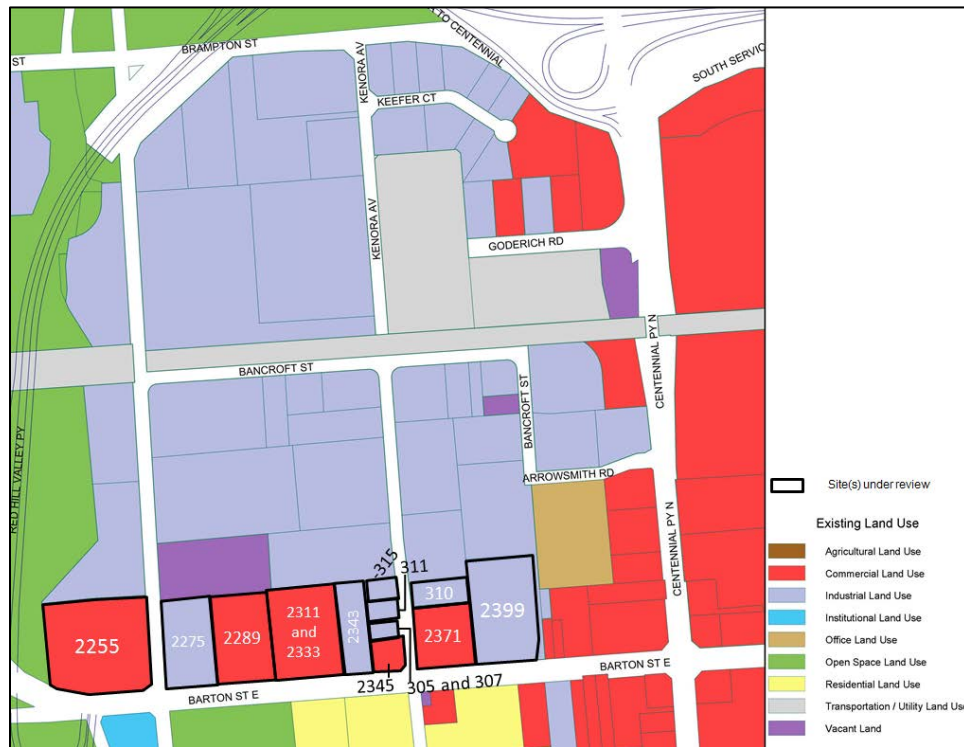 BRAMPTON ST
ST
TO CENTENNIAL
SOUTH SERVIC
KENORA AV
KEEFER CT
KENORA AV
GODERICH RD
CENTENNIAL PY N
BANCROFT ST
BANCROFT ST
RED HILL VALLEY PY
ARROWSMITH RD
CENTENNIAL PY N
-315
311
310
2399
2255
2275
2289
2311
and
2333
2343
2371
2345
305 and 307
BARTON ST E
BARTON ST E
Site(s) under review
Existing Land Use
Agricultural Land Use
Commercial Land Use
Industrial Land Use
Institutional Land Use
Office Land Use
Open Space Land Use
Residential Land Use
Transportation / Utility Land Use
Vacant Land